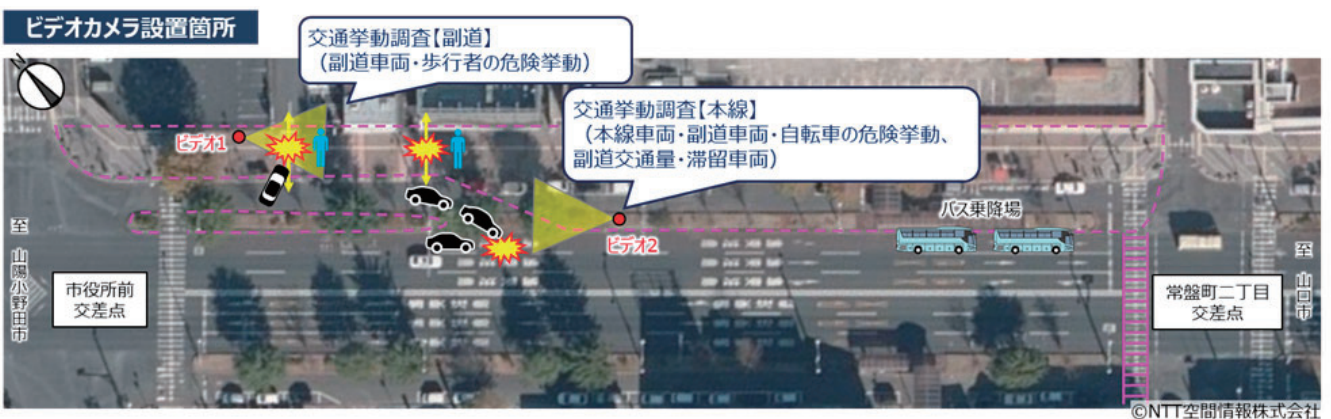 ビデオカメラ設置箇所
交通挙動調査【副道】
（副道車両・歩行者の危険挙動）
N
交通挙動調査【本線】
（本線車両・副道車両・自転車の危険挙動、
副道交通量・滞留車両）
ビデオ1
ビデオ2
バス乗降場
至 山陽小野田市
市役所前
交差点
常盤町二丁目
交差点
至 山口市
©NTT空間情報株式会社